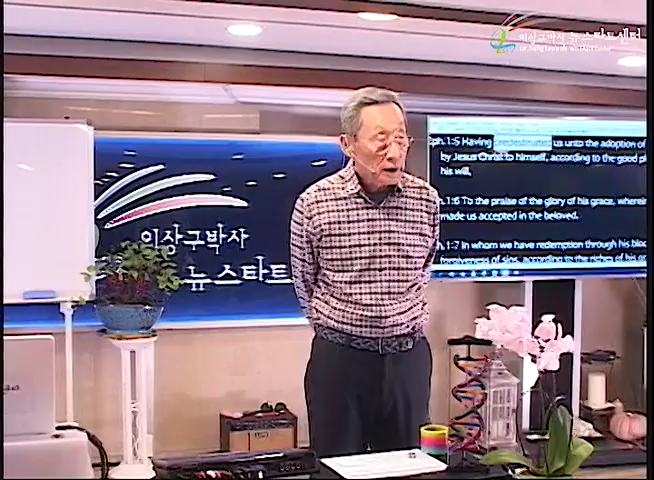 이상구박사 뉴스타트센터
ph.1:5 Having predestinated us unto the adoption of
by Jesus Christ to himself, according to the good pl
his will,
ph.1:6 To the praise of the glory of his grace, wherein
made us accepted in the beloved.
ph.1:7 In whom we have redemption through his bloo
forgiveness of sins, according to the riches of his gra
이상구박사
뉴스타트